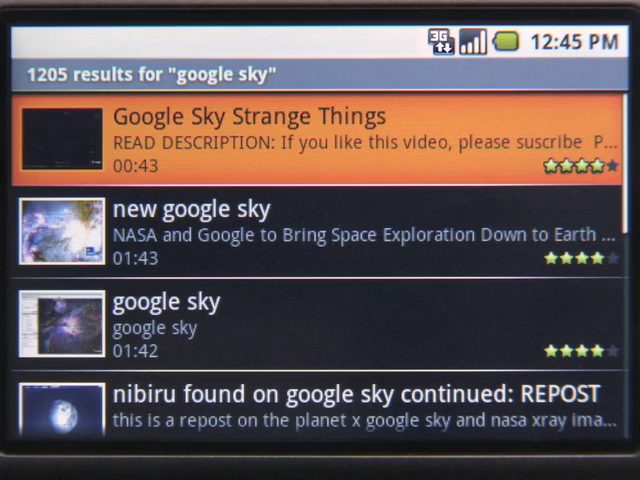 3G 12:45 PM
1205 results for "google sky"
Google Sky Strange Things
READ DESCRIPTION: If you like this video, please suscribe P...
00:43
new google sky
NASA and Google to Bring Space Exploration Down to Earth ...
01:43
google sky
google sky
01:42
nibiru found on google sky continued: REPOST
this is a repost on the planet x google sky and nasa xray ima...